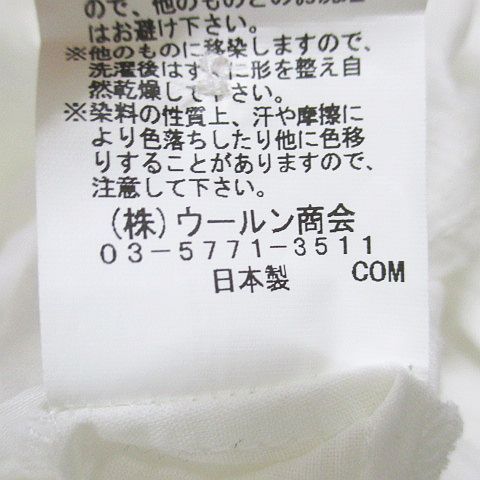 ので、他のものとのお洗濯
はお避け下さい。
※他のものに移染しますので、
洗濯後はすぐに形を整え自
然乾燥して下さい。
※染料の性質上、汗や摩擦に
より色落ちしたり他に色移
りすることがありますので、
注意して下さい。
(株)ウールン商会
03-5771-3511
日本製 COM